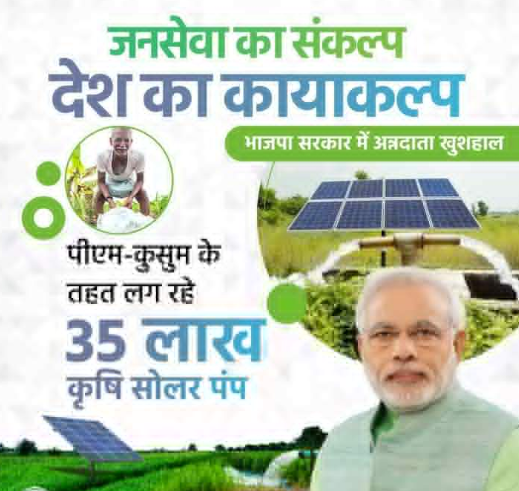 जनसेवा का संकल्प
देश का कायाकल्प
भाजपा सरकार में अन्नदाता खुशहाल
पीएम-कुसुम के
तहत लग रहे
35 लाख
कृषि सोलर पंप